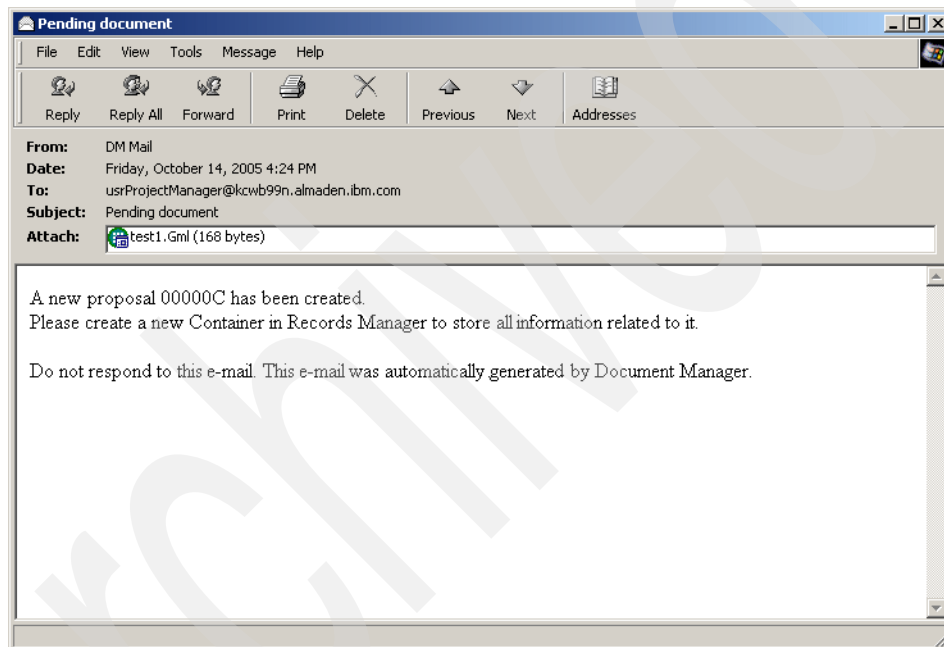 Pending document
File Edit View Tools Message Help
Reply Reply All Forward Print Delete Previous Next Addresses
From: DM Mail
Date: Friday, October 14, 2005 4:24 PM
To: usrProjectManager@kcwb99n.almaden.ibm.com
Subject: Pending document
Attach: test1.Gml (168 bytes)
A new proposal 00000C has been created.
Please create a new Container in Records Manager to store all information related to it.
Do not respond to this e-mail. This e-mail was automatically generated by Document Manager.
rchived